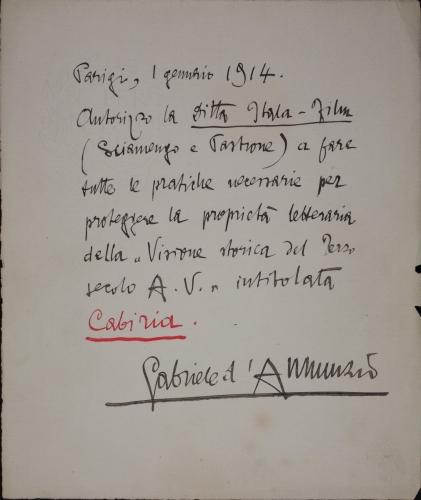 Parigi, 1 gennaio 1914.
Autorizzo la Ditta Itala-Film
(Sciamengo e Pastrone) a fare
tutte le pratiche necessarie per
proteggere la proprietà letteraria
della „ Visione storica del Terzo
secolo A. V. „ intitolata
Cabiria.
Gabriele d'Annunzio